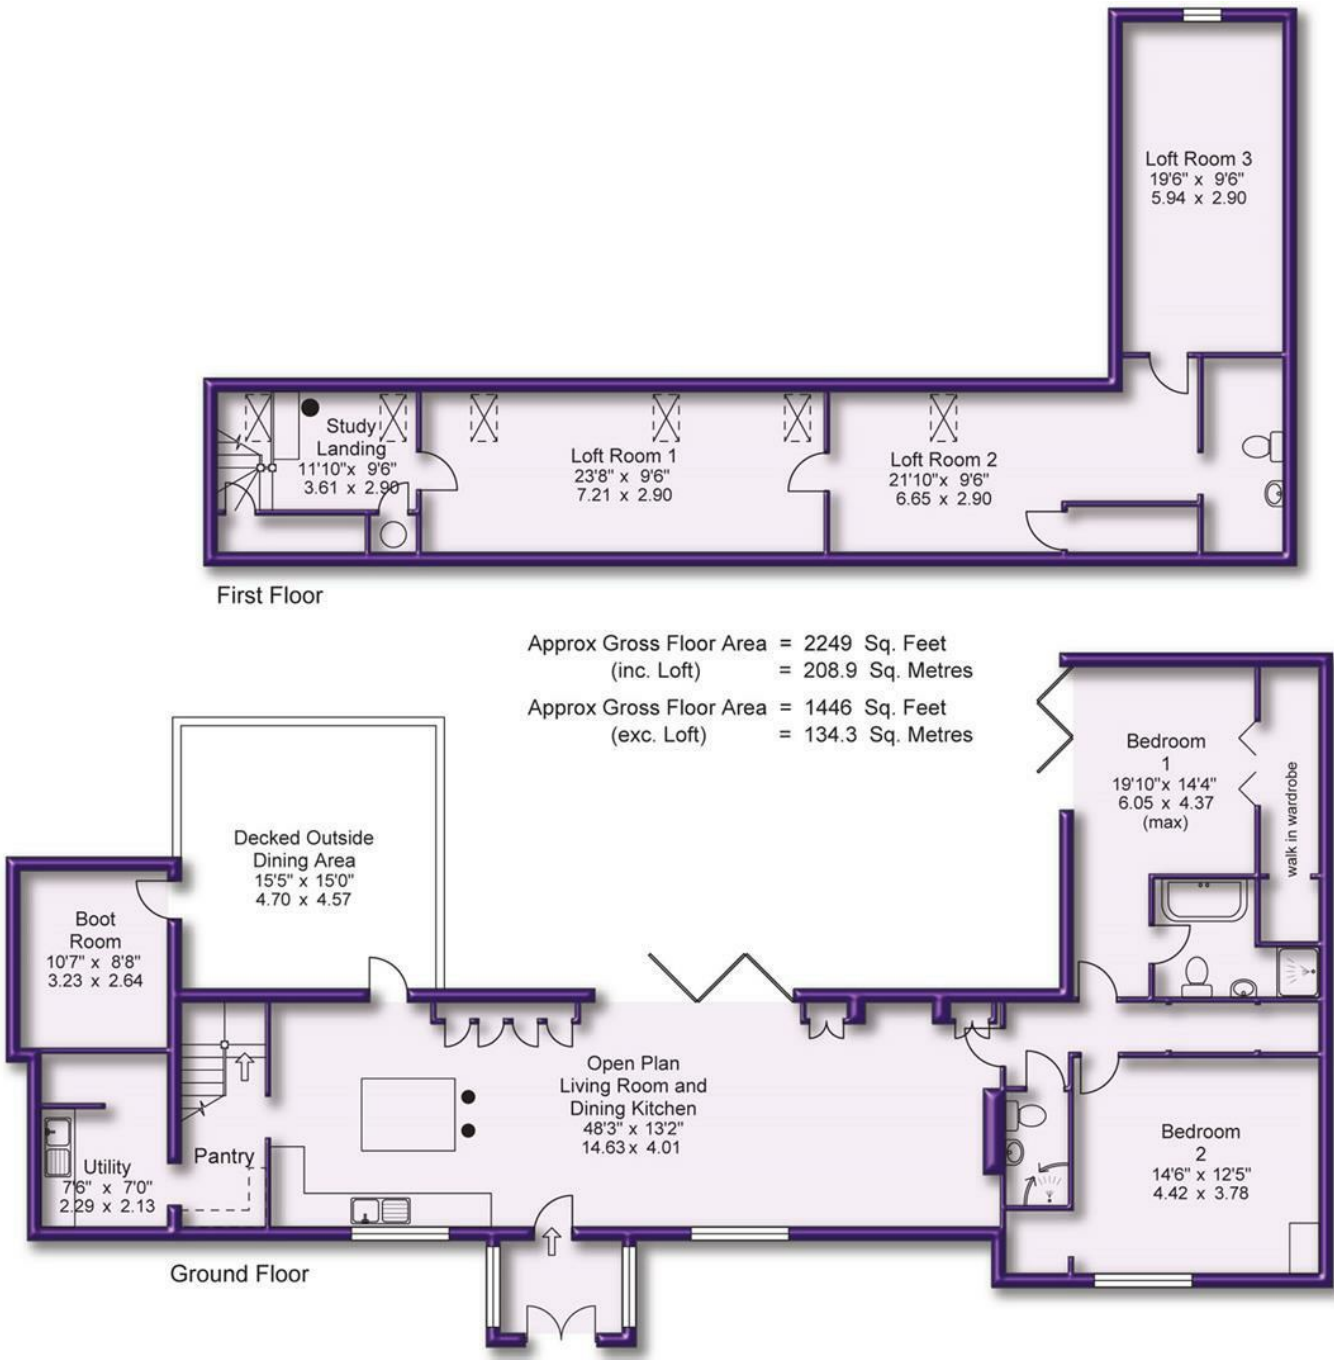 Loft Room 3
19'6" x 9'6"
5.94 x 2.90
Study
Landing
11'10"x 9'6"
3.61 x 2.90
Loft Room 1
23'8" x 9'6"
7.21 x 2.90
Loft Room 2
21'10"x 9'6"
6.65 x 2.90
First Floor
Approx Gross Floor Area = 2249 Sq. Feet
(inc. Loft) = 208.9 Sq. Metres
Approx Gross Floor Area = 1446 Sq. Feet
(exc. Loft) = 134.3 Sq. Metres
Bedroom
1
19'10"x 14'4"
6.05 x 4.37
(max)
walk in wardrobe
Decked Outside
Dining Area
15'5" x 15'0"
4.70 x 4.57
Boot
Room
10'7" x 8'8"
3.23 x 2.64
Open Plan
Living Room and
Dining Kitchen
48'3" x 13'2"
14.63 x 4.01
Pantry
Utility
7'6" x 7'0"
2.29 x 2.13
Bedroom
2
14'6" x 12'5"
4.42 x 3.78
Ground Floor